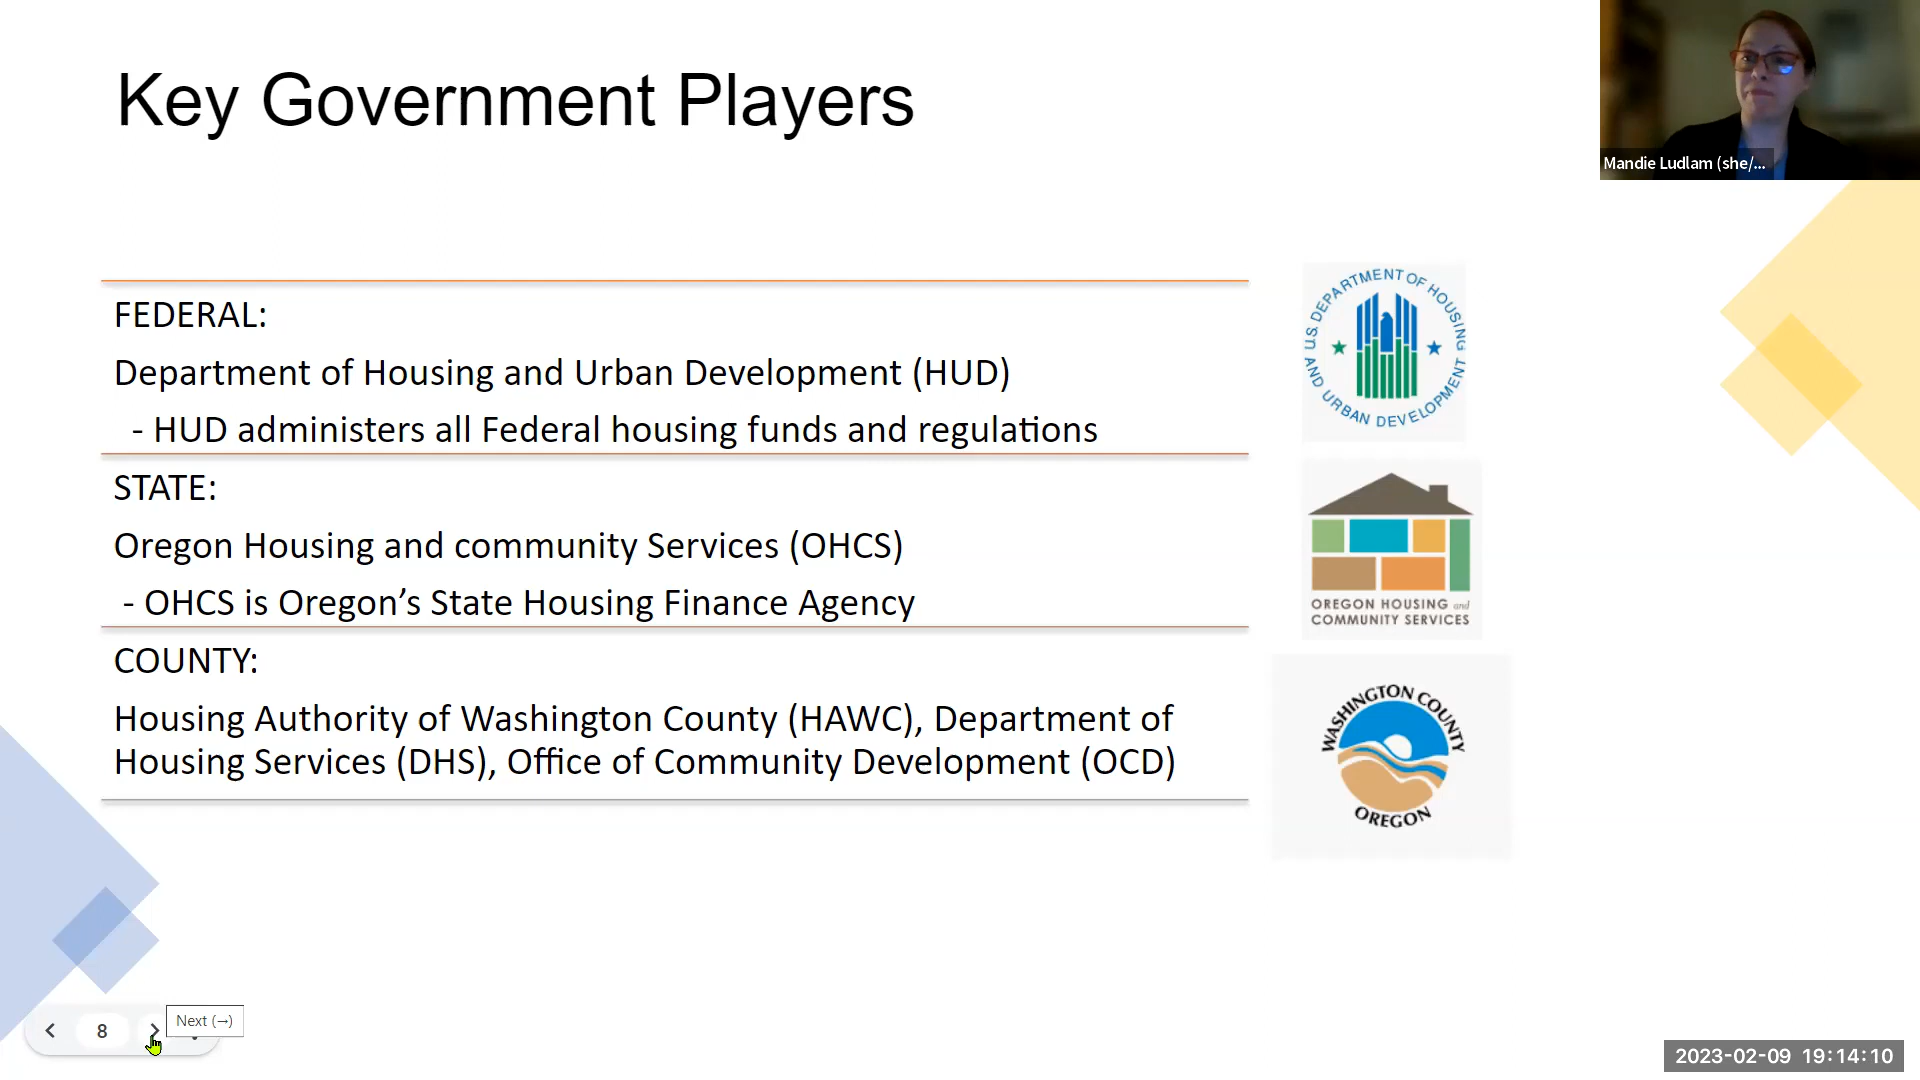 Key Government Players
Mandie Ludlam (she/...
FEDERAL:
Department of Housing and Urban Development (HUD)
- HUD administers all Federal housing funds and regulations
U.S. DEPARTMENT OF HOUSING
AND URBAN DEVELOPMENT
STATE:
Oregon Housing and community Services (OHCS)
- OHCS is Oregon’s State Housing Finance Agency
OREGON HOUSING and
COMMUNITY SERVICES
COUNTY:
Housing Authority of Washington County (HAWC), Department of
Housing Services (DHS), Office of Community Development (OCD)
WASHINGTON COUNTY
OREGON
8
Next (→)
2023-02-09 19:14:10